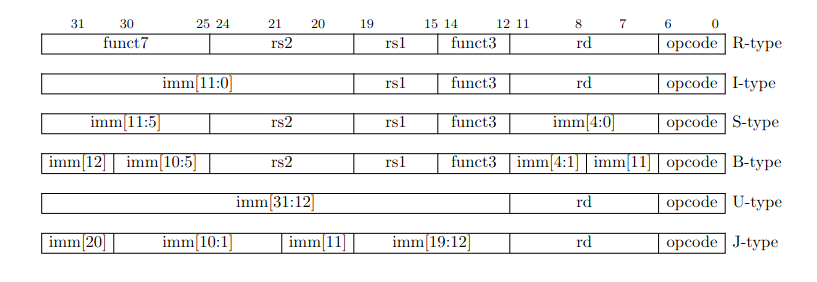 31 30 25 24 21 20 19 15 14 12 11 8 7 6 0
funct7 rs2 rs1 funct3 rd opcode R-type
imm[11:0] rs1 funct3 rd opcode I-type
imm[11:5] rs2 rs1 funct3 imm[4:0] opcode S-type
imm[12] imm[10:5] rs2 rs1 funct3 imm[4:1] imm[11] opcode B-type
imm[31:12] rd opcode U-type
imm[20] imm[10:1] imm[11] imm[19:12] rd opcode J-type